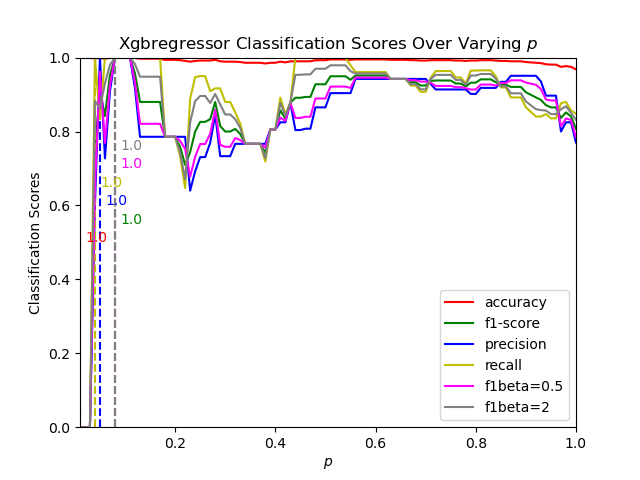 Xgbregressor Classification Scores Over Varying p
Classification Scores
1.0
0.8
0.6
0.4
0.2
0.0
1.0
1.0
1.0
1.0
1.0
1.0
accuracy
f1-score
precision
recall
f1beta=0.5
f1beta=2
0.2
0.4
0.6
0.8
1.0
p